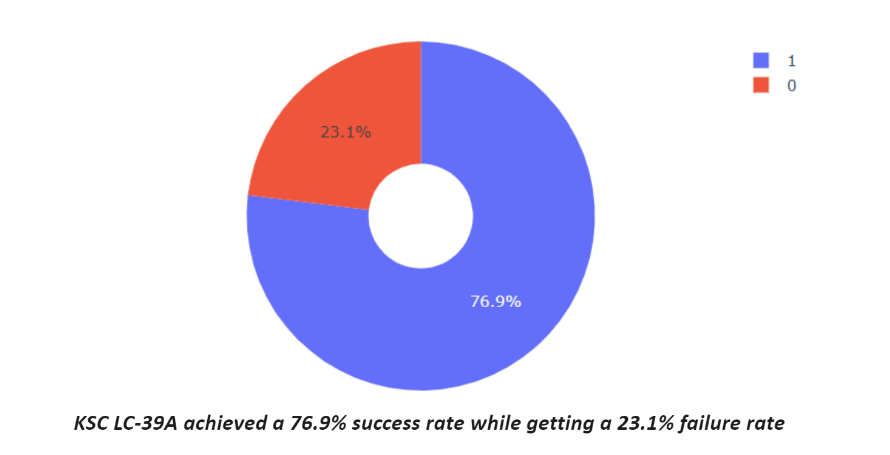 1
0
23.1%
76.9%
KSC LC-39A achieved a 76.9% success rate while getting a 23.1% failure rate